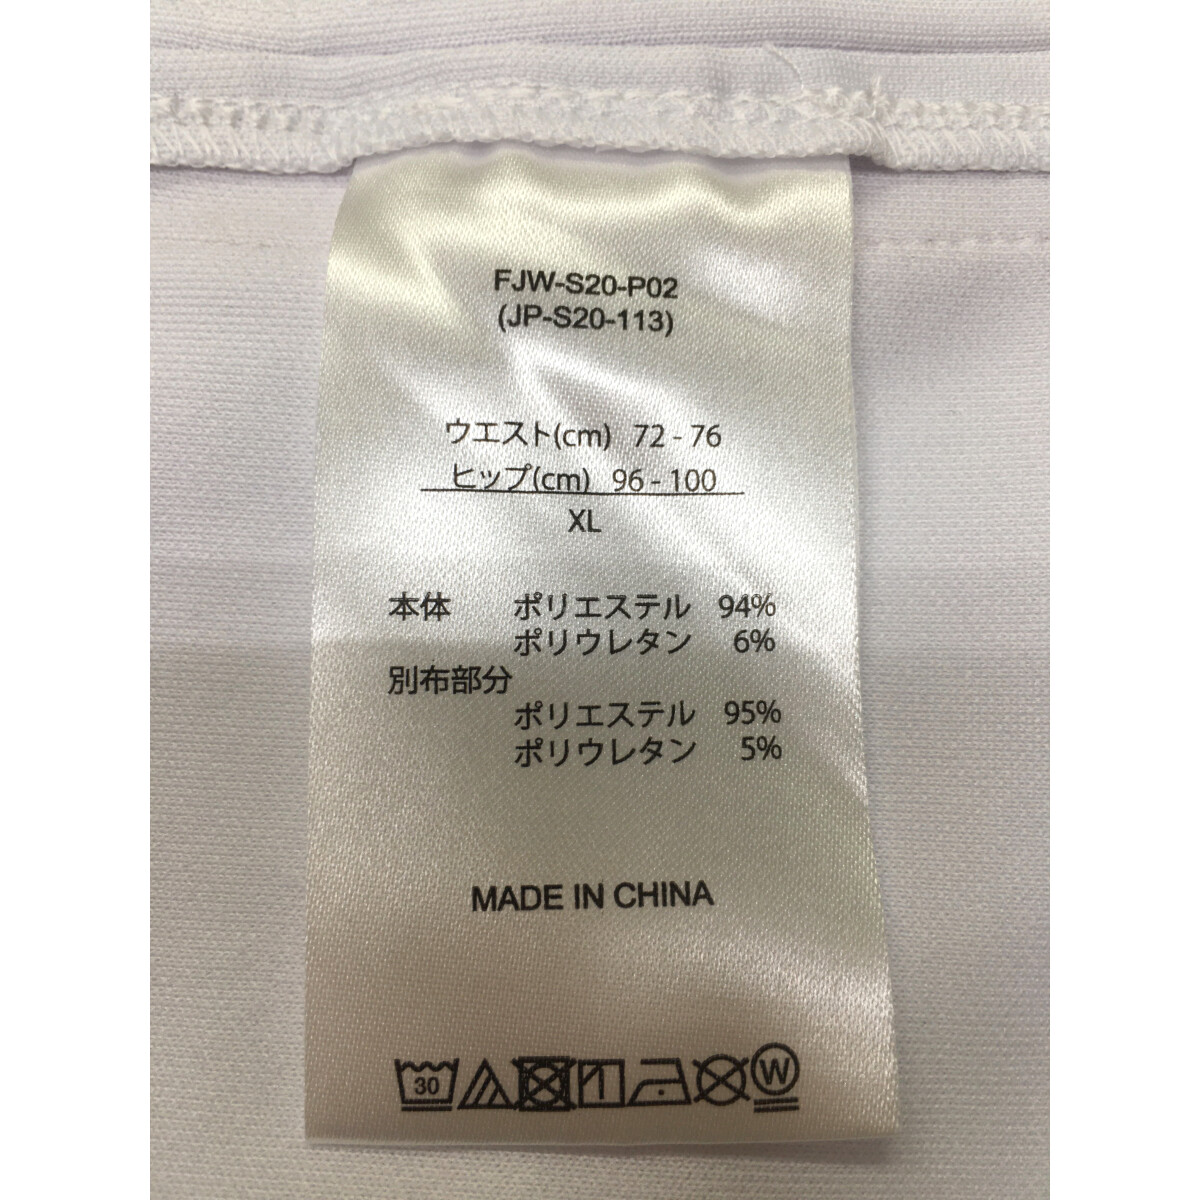 FJW-S20-P02
(JP-S20-113)
ウエスト(cm) 72 - 76
ヒップ(cm) 96 - 100
XL
本体 ポリエステル 94%
ポリウレタン 6%
別布部分
ポリエステル 95%
ポリウレタン 5%
MADE IN CHINA
30 W